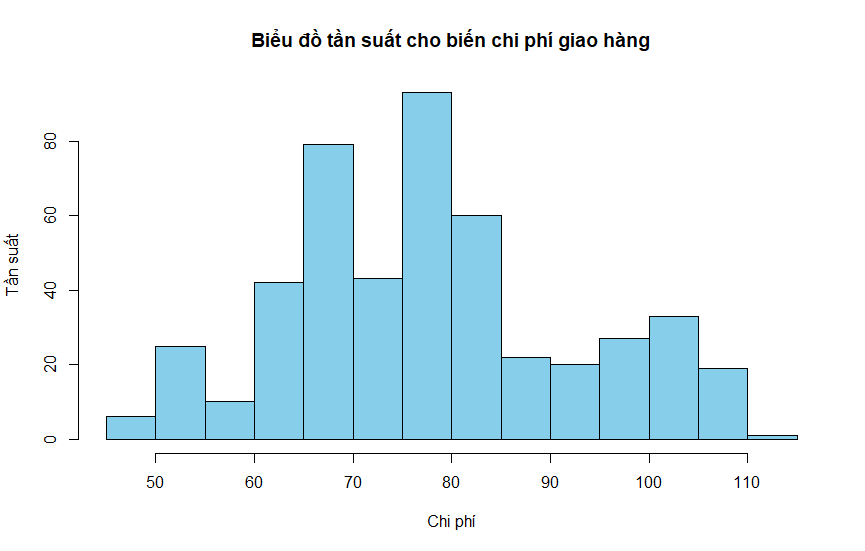 Biểu đồ tần suất cho biến chi phí giao hàng
Tần suất
80
60
40
20
0
50 60 70 80 90 100 110
Chi phí